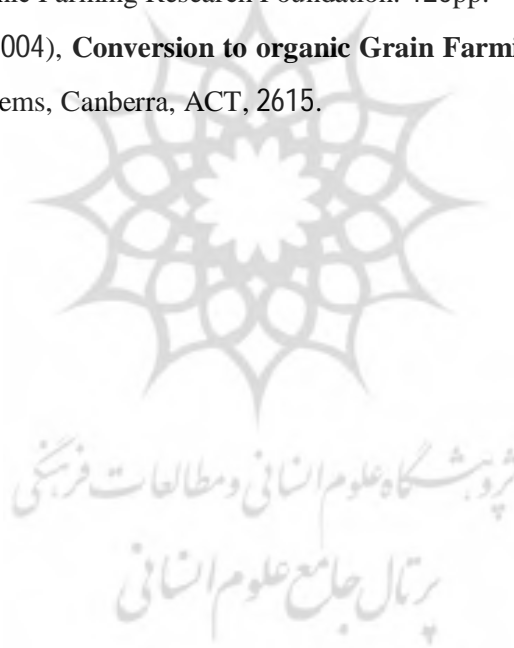 nic Farming Research Foundation.
004), Conversion to organic Grain Farmi
ems, Canberra, ACT, 2615.
پژوهشگاه علوم انسانی و مطالعات فرهنگی
پرتال جامع علوم انسانی